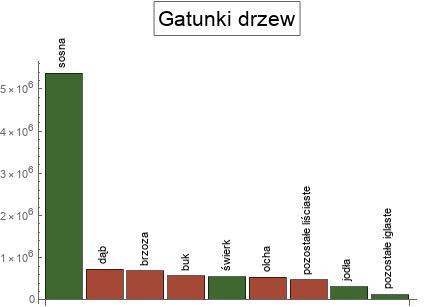 Gatunki drzew
sosna
dąb
brzoza
buk
świerk
olcha
pozostałe liściaste
jodła
pozostałe iglaste
5 × 10⁶
4 × 10⁶
3 × 10⁶
2 × 10⁶
1 × 10⁶
0